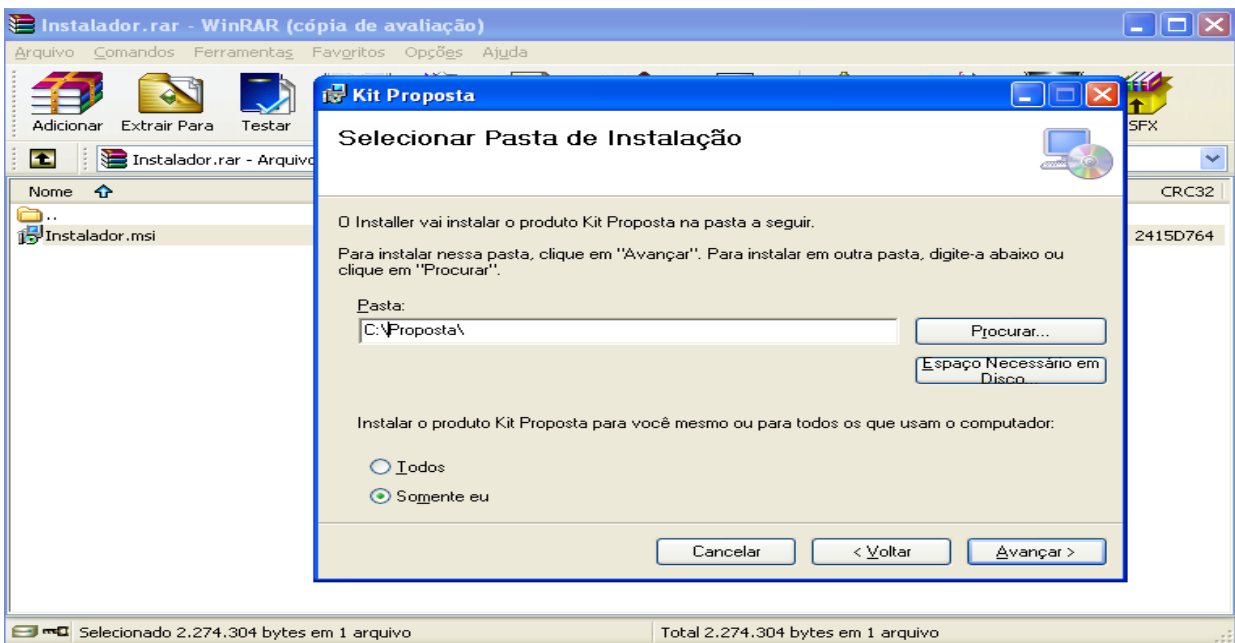 Instalador.rar - WinRAR (cópia de avaliação)
Arquivo Comandos Ferramentas Favoritos Opções Ajuda
Adicionar Extrair Para Testar SFX
Instalador.rar - Arquivo
Nome CRC32
..
Instalador.msi 2415D764
Kit Proposta
Selecionar Pasta de Instalação
O Installer vai instalar o produto Kit Proposta na pasta a seguir.
Para instalar nessa pasta, clique em "Avançar". Para instalar em outra pasta, digite-a abaixo ou
clique em "Procurar".
Pasta:
C:\Proposta\
Procurar...
Espaço Necessário em
Disco...
Instalar o produto Kit Proposta para você mesmo ou para todos os que usam o computador:
Todos
Somente eu
Cancelar < Voltar Avançar >
Selecionado 2.274.304 bytes em 1 arquivo Total 2.274.304 bytes em 1 arquivo